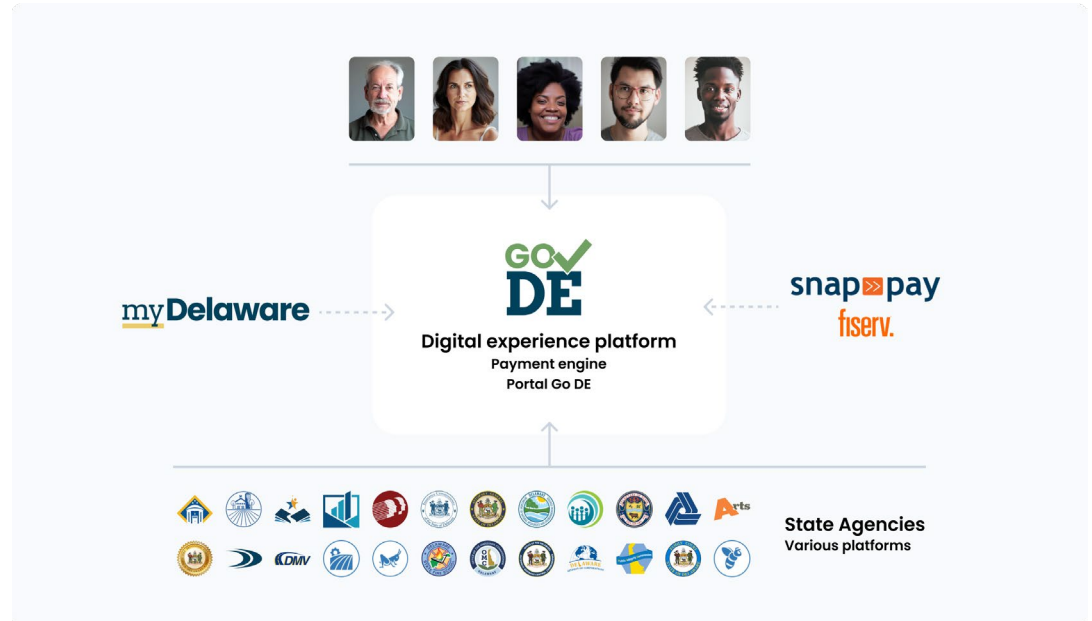 GO
DE
Digital experience platform
Payment engine
Portal Go DE
myDelaware
snap pay
fiserv.
Arts
DMV
State Agencies
Various platforms